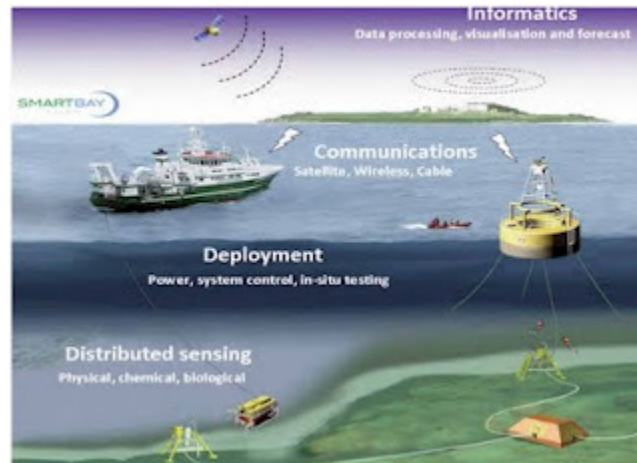 Informatics
Data processing, visualisation and forecast
SMARTBAY
Communications
Satellite, Wireless, Cable
Deployment
Power, system control, in-situ testing
Distributed sensing
Physical, chemical, biological